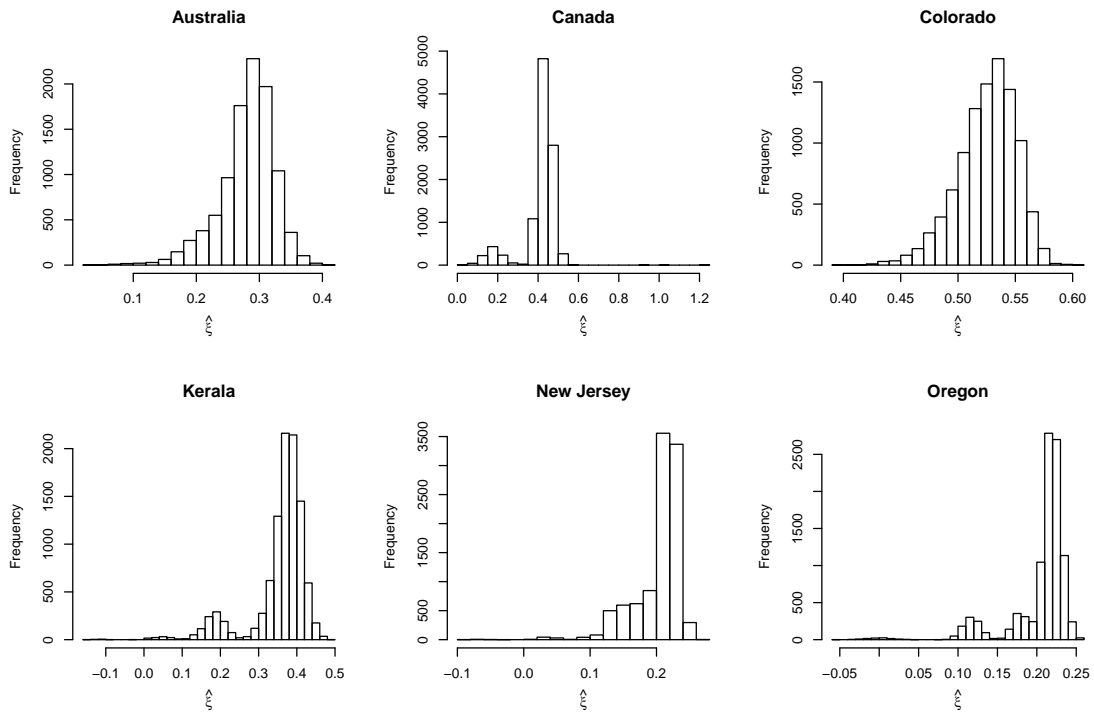 Australia
Frequency
0 500 1000 1500 2000
0.1 0.2 0.3 0.4
ξ̂
Canada
Frequency
0 1000 2000 3000 4000 5000
0.0 0.2 0.4 0.6 0.8 1.0 1.2
ξ̂
Colorado
Frequency
0 500 1000 1500
0.40 0.45 0.50 0.55 0.60
ξ̂
Kerala
Frequency
0 500 1000 1500 2000
−0.1 0.0 0.1 0.2 0.3 0.4 0.5
ξ̂
New Jersey
Frequency
0 500 1500 2500 3500
−0.1 0.0 0.1 0.2
ξ̂
Oregon
Frequency
0 500 1500 2500
−0.05 0.05 0.10 0.15 0.20 0.25
ξ̂